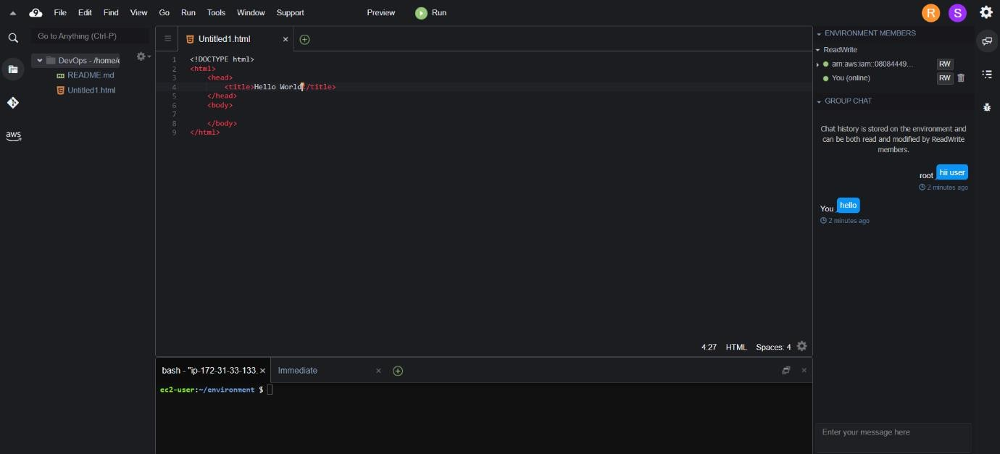 9 File Edit Find View Go Run Tools Window Support Preview Run R S
Go to Anything (Ctrl-P)
DevOps - /home/e
README.md
Untitled1.html
aws
Untitled1.html
1 <!DOCTYPE html>
2 <html>
3 <head>
4 <title>Hello World</title>
5 </head>
6 <body>
7
8 </body>
9 </html>
4:27 HTML Spaces: 4
bash - "ip-172-31-33-133. Immediate
ec2-user:~/environment $
ENVIRONMENT MEMBERS
ReadWrite
arn:aws:iam::08084449... RW
You (online) RW
GROUP CHAT
Chat history is stored on the environment and
can be both read and modified by ReadWrite
members.
root hii user
2 minutes ago
You hello
2 minutes ago
Enter your message here